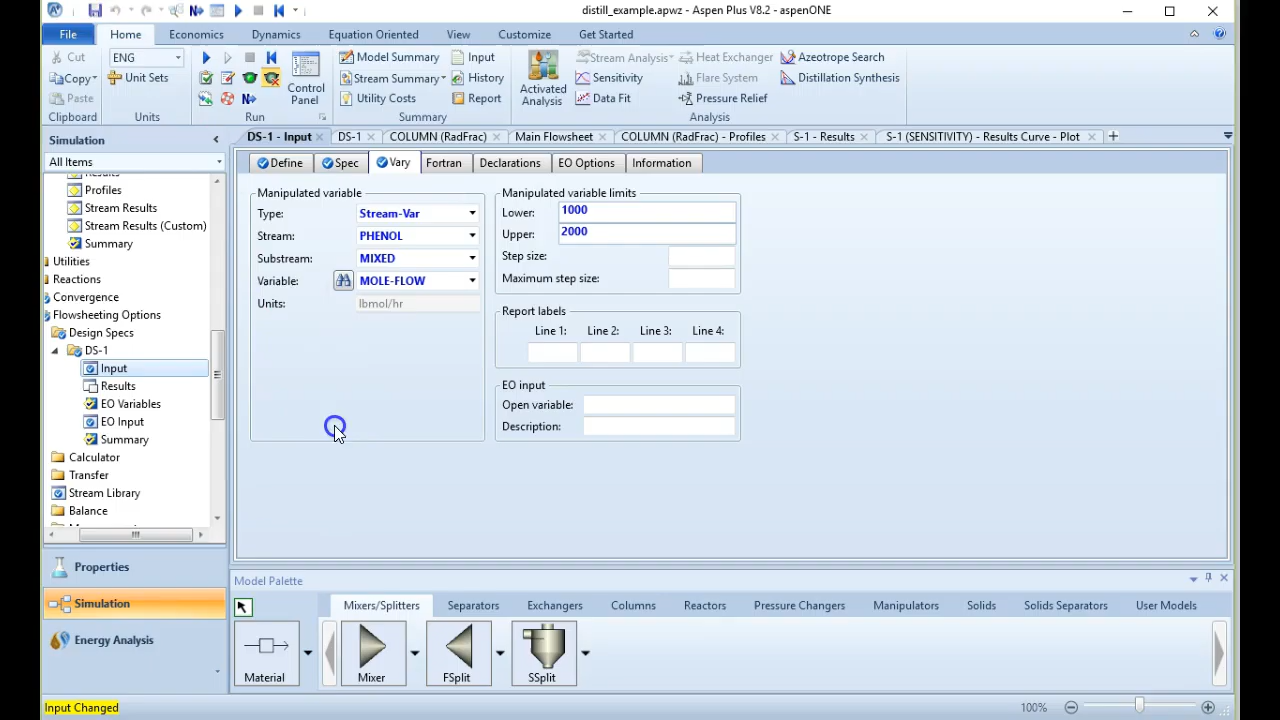 distill_example.apwz - Aspen Plus V8.2 - aspenONE
File
Home
Economics
Dynamics
Equation Oriented
View
Customize
Get Started
Cut
Copy
Paste
Clipboard
ENG
Unit Sets
Units
Run
Control Panel
Model Summary
Stream Summary
Utility Costs
Input
History
Report
Summary
Activated Analysis
Stream Analysis
Sensitivity
Data Fit
Heat Exchanger
Flare System
Pressure Relief
Azeotrope Search
Distillation Synthesis
Analysis
Simulation
All Items
DS-1 - Input
DS-1
COLUMN (RadFrac)
Main Flowsheet
COLUMN (RadFrac) - Profiles
S-1 - Results
S-1 (SENSITIVITY) - Results Curve - Plot
Results
Profiles
Stream Results
Stream Results (Custom)
Summary
Utilities
Reactions
Convergence
Flowsheeting Options
Design Specs
DS-1
Input
Results
EO Variables
EO Input
Summary
Calculator
Transfer
Stream Library
Balance
Properties
Simulation
Energy Analysis
Define
Spec
Vary
Fortran
Declarations
EO Options
Information
Manipulated variable
Type: Stream-Var
Stream: PHENOL
Substream: MIXED
Variable: MOLE-FLOW
Units: lbmol/hr
Manipulated variable limits
Lower: 1000
Upper: 2000
Step size:
Maximum step size:
Report labels
Line 1: Line 2: Line 3: Line 4:
EO input
Open variable:
Description:
Model Palette
Mixers/Splitters
Separators
Exchangers
Columns
Reactors
Pressure Changers
Manipulators
Solids
Solids Separators
User Models
Material
Mixer
FSplit
SSplit
Input Changed
100%